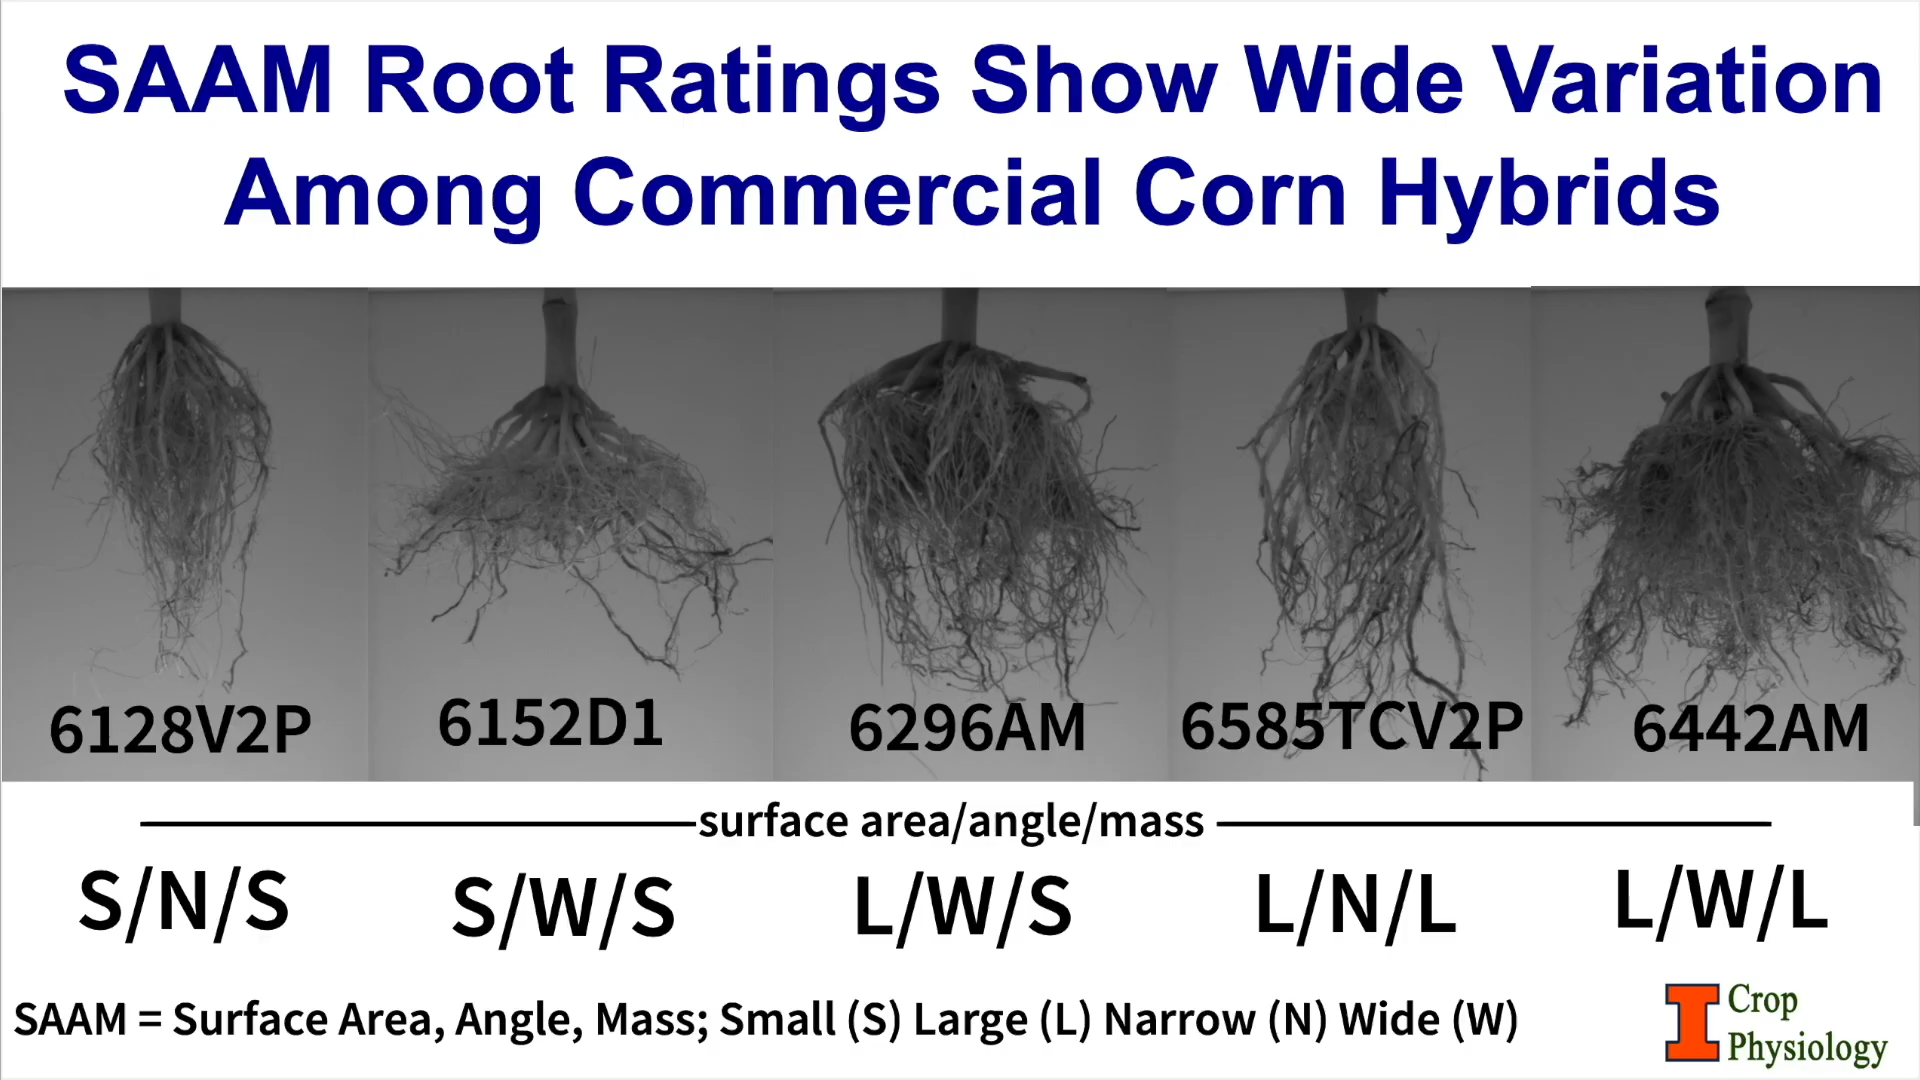 SAAM Root Ratings Show Wide Variation
Among Commercial Corn Hybrids
6128V2P
6152D1
6296AM
6585TCV2P
6442AM
surface area/angle/mass
S/N/S
S/W/S
L/W/S
L/N/L
L/W/L
SAAM = Surface Area, Angle, Mass; Small (S) Large (L) Narrow (N) Wide (W)
I
Crop
Physiology